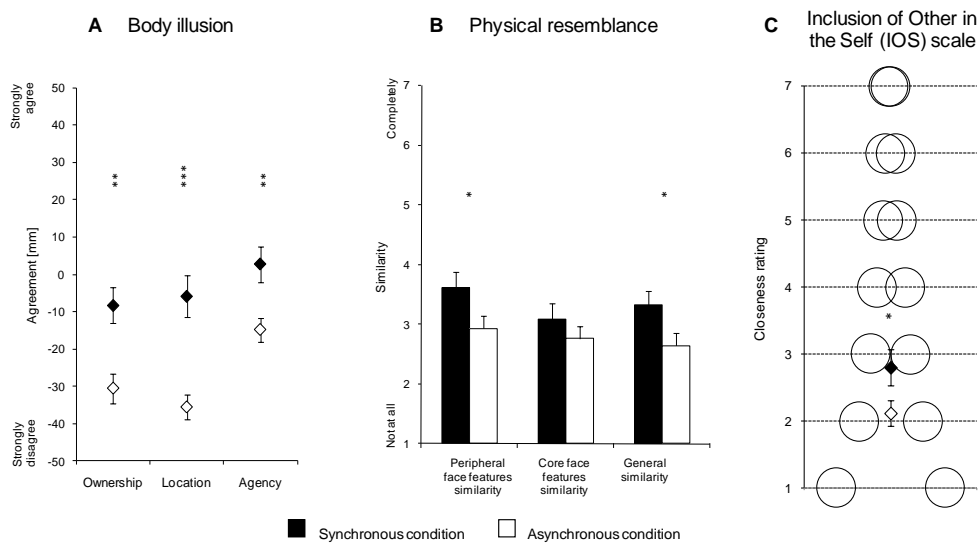 A Body illusion
Strongly
agree
50
40
30
20
10
0
-10
-20
-30
-40
-50
Agreement [mm]
Strongly
disagree
**
***
**
Ownership Location Agency
B Physical resemblance
Completely
7
6
5
4
3
2
1
Similarity
Not at all
*
*
Peripheral
face features
similarity
Core face
features
similarity
General
similarity
C Inclusion of Other in
the Self (IOS) scale
7
6
5
4
3
2
1
Closeness rating
*
Synchronous condition Asynchronous condition